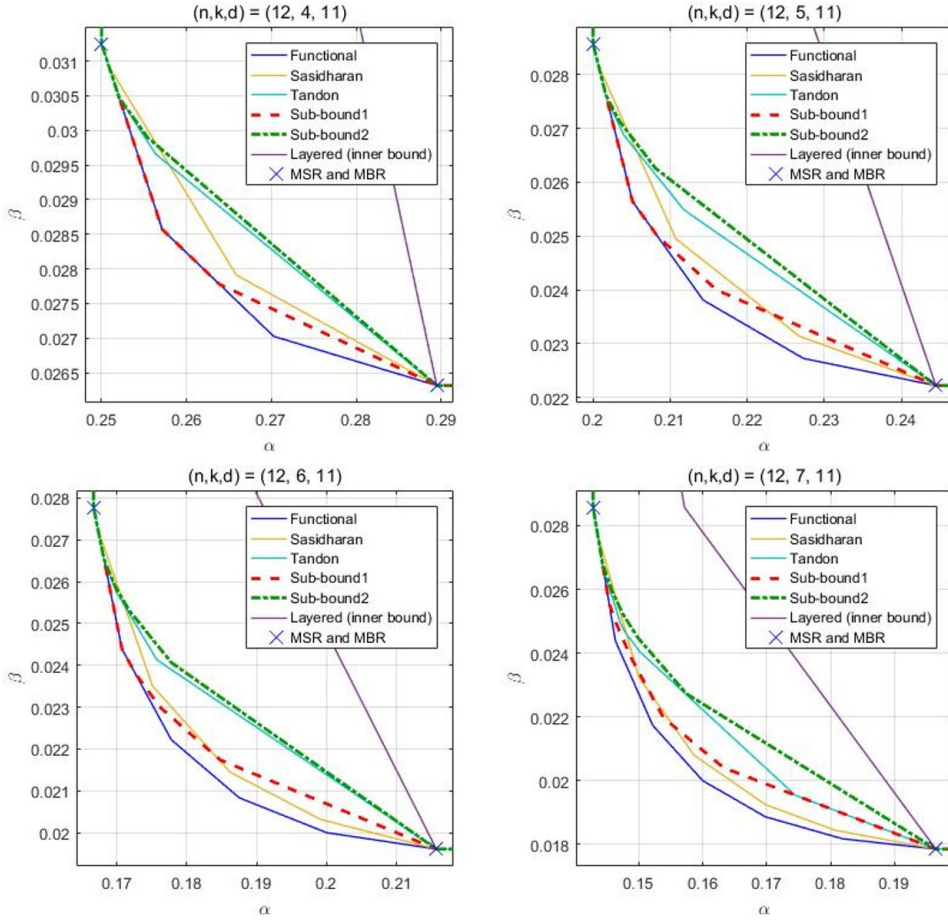 (n,k,d) = (12, 4, 11)
0.031
0.0305
0.03
0.0295
0.029
0.0285
0.028
0.0275
0.027
0.0265
β
0.25
0.26
0.27
0.28
0.29
α
Functional
Sasidharan
Tandon
Sub-bound1
Sub-bound2
Layered (inner bound)
MSR and MBR
(n,k,d) = (12, 5, 11)
0.028
0.027
0.026
0.025
0.024
0.023
0.022
β
0.2
0.21
0.22
0.23
0.24
α
Functional
Sasidharan
Tandon
Sub-bound1
Sub-bound2
Layered (inner bound)
MSR and MBR
(n,k,d) = (12, 6, 11)
0.028
0.027
0.026
0.025
0.024
0.023
0.022
0.021
0.02
β
0.17
0.18
0.19
0.2
0.21
α
Functional
Sasidharan
Tandon
Sub-bound1
Sub-bound2
Layered (inner bound)
MSR and MBR
(n,k,d) = (12, 7, 11)
0.028
0.026
0.024
0.022
0.02
0.018
β
0.15
0.16
0.17
0.18
0.19
α
Functional
Sasidharan
Tandon
Sub-bound1
Sub-bound2
Layered (inner bound)
MSR and MBR